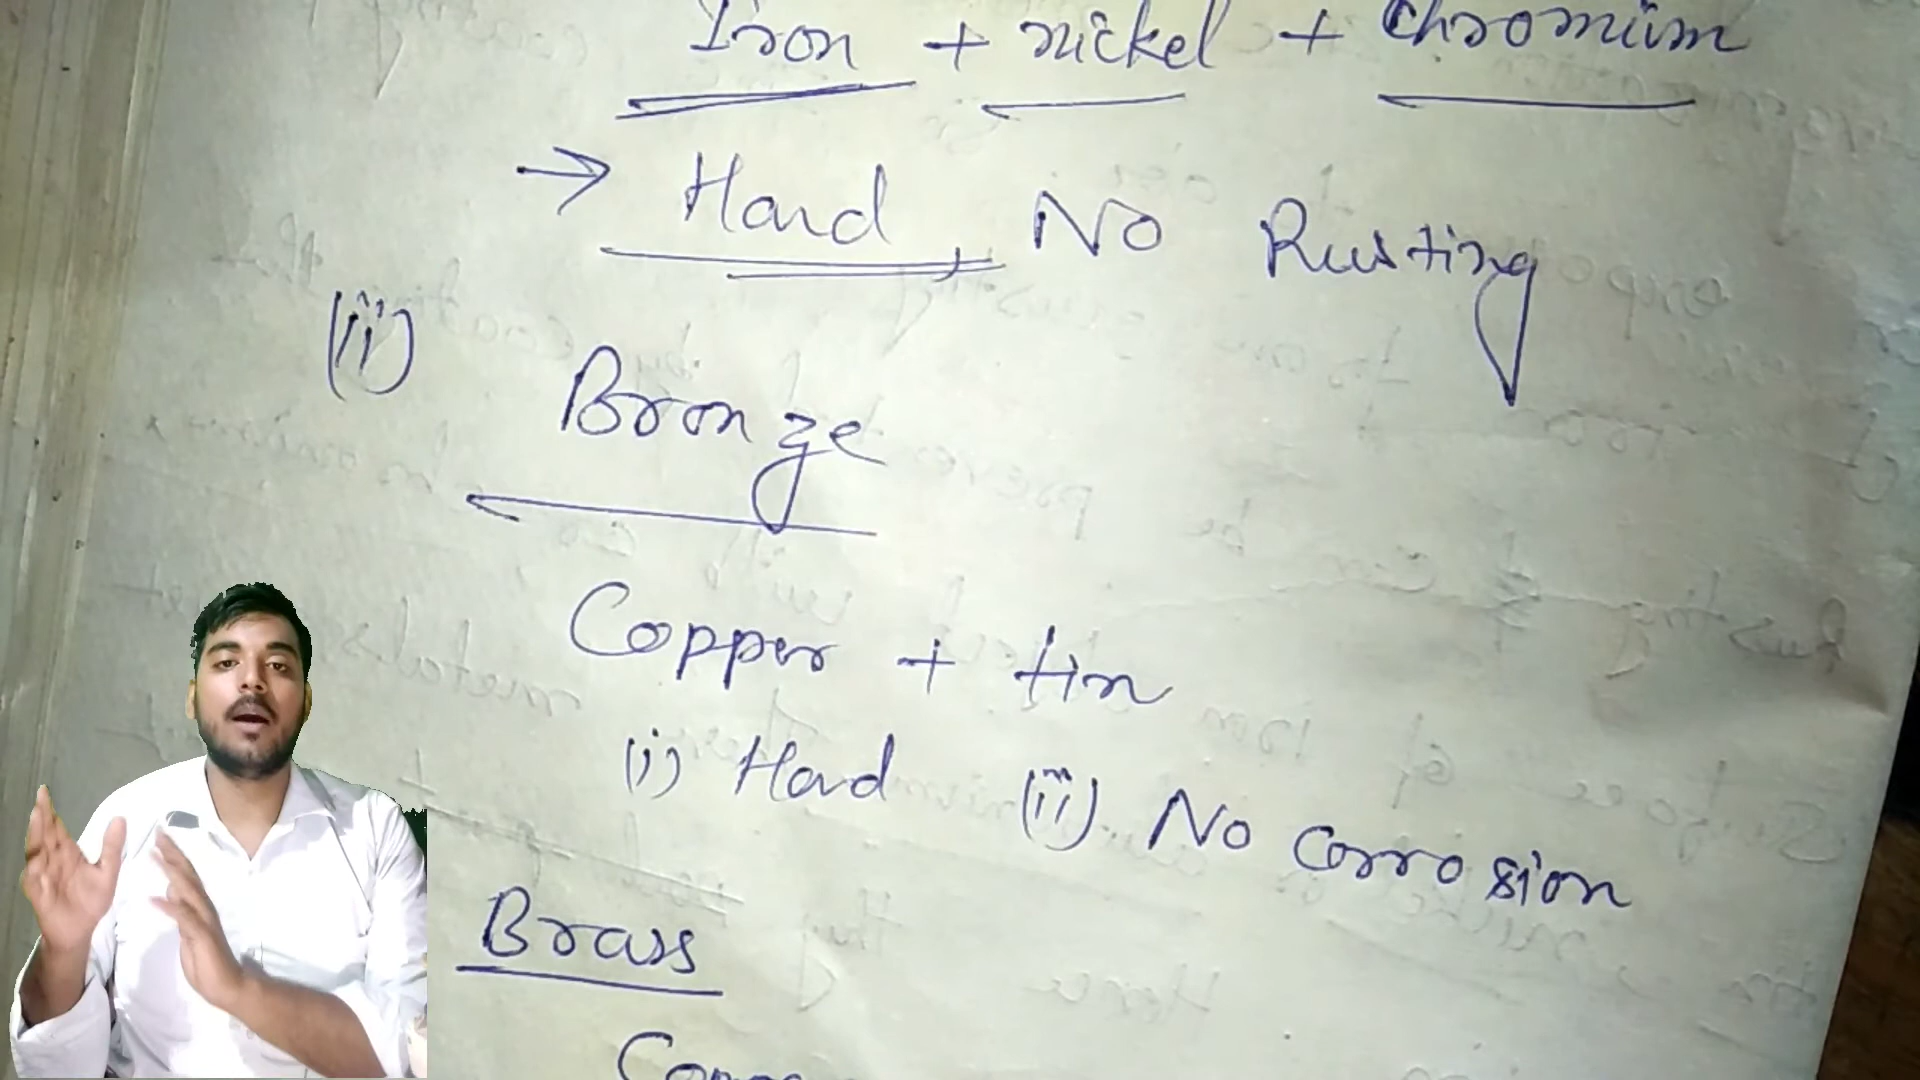 Iron + nickel + Chromium
→ Hard, No Rusting
(ii) Bronze
Copper + tin
(i) Hard (ii) No corrosion
Brass